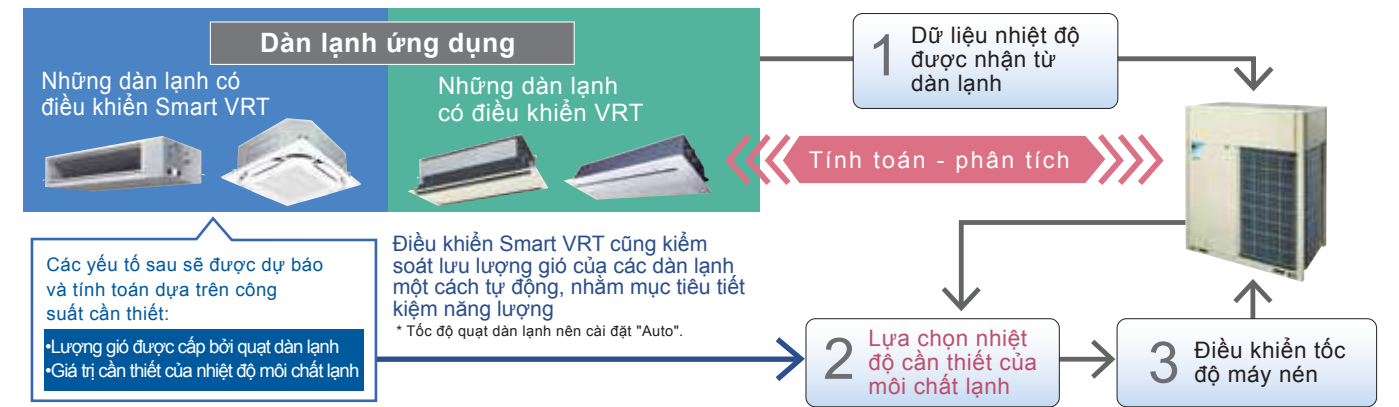 Dàn lạnh ứng dụng
Những dàn lạnh có
điều khiển Smart VRT
Những dàn lạnh
có điều khiển VRT
1
Dữ liệu nhiệt độ
được nhận từ
dàn lạnh
Tính toán - phân tích
Các yếu tố sau sẽ được dự báo
và tính toán dựa trên công
suất cần thiết:
•Lượng gió được cấp bởi quạt dàn lạnh
•Giá trị cần thiết của nhiệt độ môi chất lạnh
Điều khiển Smart VRT cũng kiểm
soát lưu lượng gió của các dàn lạnh
một cách tự động, nhằm mục tiêu tiết
kiệm năng lượng
* Tốc độ quạt dàn lạnh nên cài đặt "Auto".
2
Lựa chọn nhiệt
độ cần thiết của
môi chất lạnh
3
Điều khiển tốc
độ máy nén